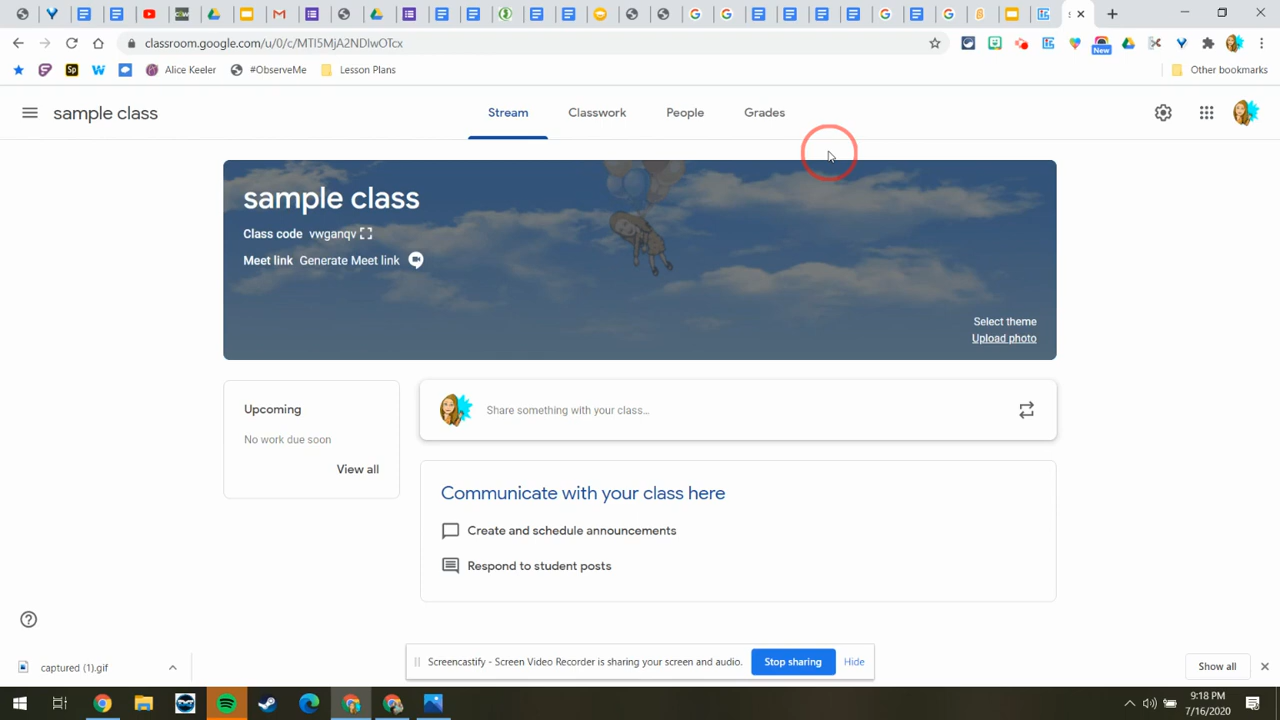 classroom.google.com/u/0/c/MTI5MjA2NDIwOTcx
New
Sp
Alice Keeler
#ObserveMe
Lesson Plans
Other bookmarks
sample class
Stream
Classwork
People
Grades
sample class
Class code vwganqv
Meet link Generate Meet link
Select theme
Upload photo
Upcoming
No work due soon
View all
Share something with your class...
Communicate with your class here
Create and schedule announcements
Respond to student posts
captured (1).gif
Screencastify - Screen Video Recorder is sharing your screen and audio.
Stop sharing
Hide
Show all
9:18 PM
7/16/2020